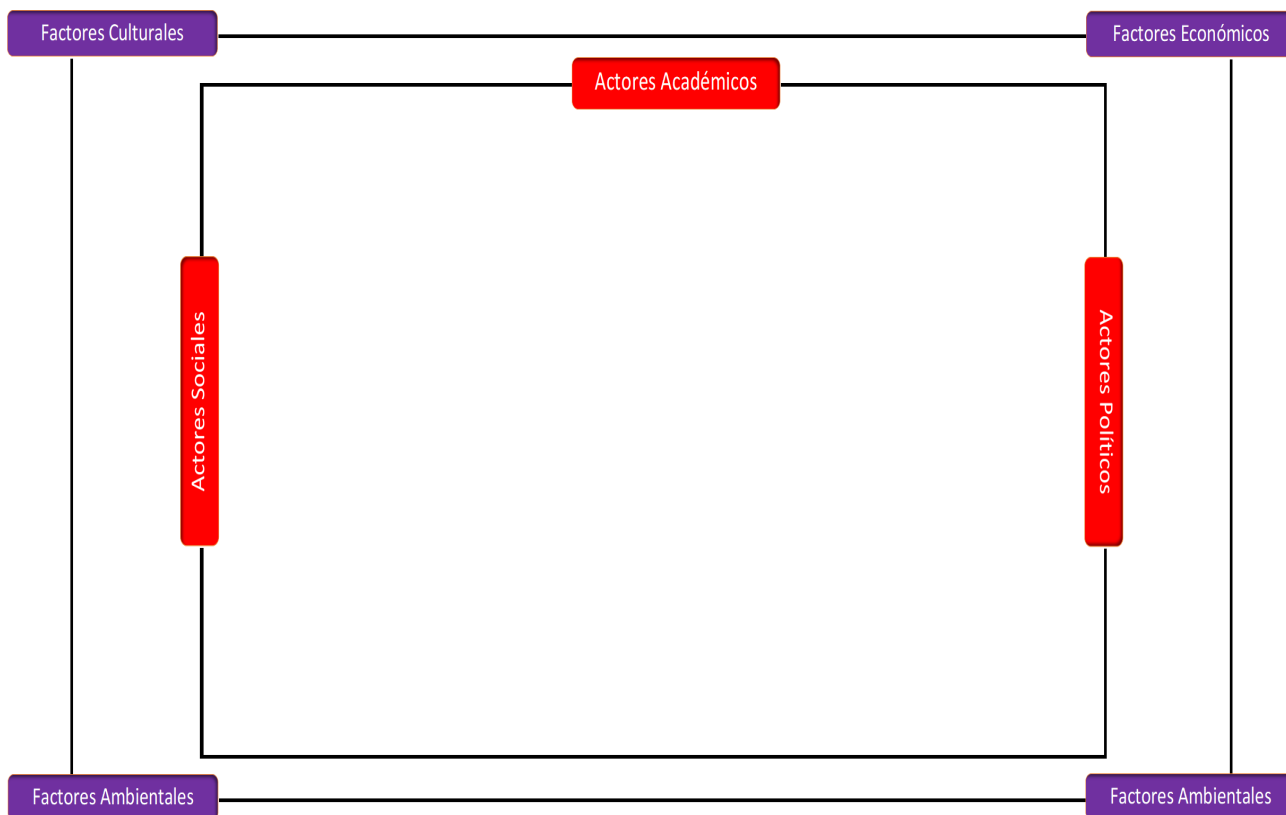 Factores Culturales
Factores Económicos
Actores Académicos
Actores Sociales
Actores Políticos
Factores Ambientales
Factores Ambientales